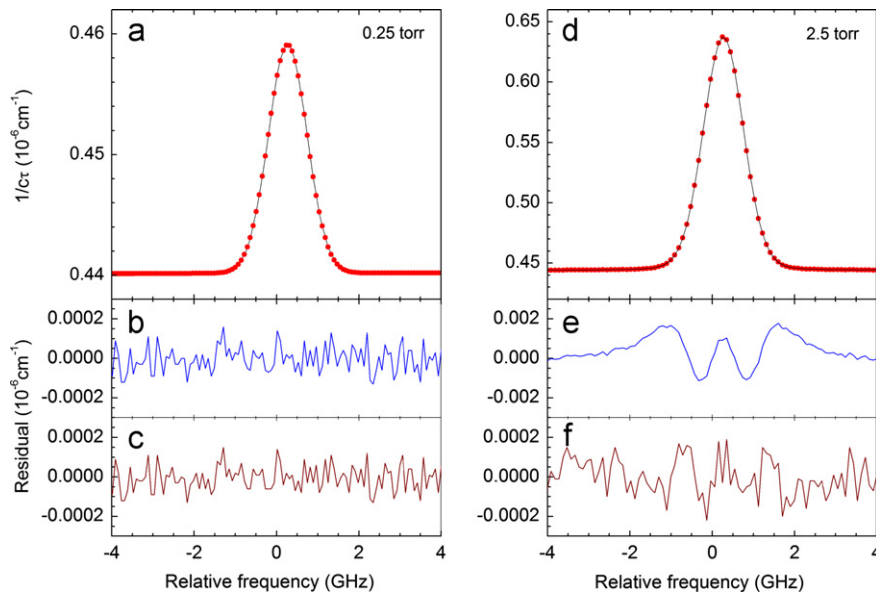 a
0.25 torr
0.46
0.45
0.44
1/cτ (10⁻⁶cm⁻¹)
b
0.0002
0.0000
-0.0002
c
0.0002
0.0000
-0.0002
Residual (10⁻⁶cm⁻¹)
-4 -2 0 2 4
Relative frequency (GHz)
d
2.5 torr
0.65
0.60
0.55
0.50
0.45
e
0.002
0.000
-0.002
f
0.0002
0.0000
-0.0002
-4 -2 0 2 4
Relative frequency (GHz)